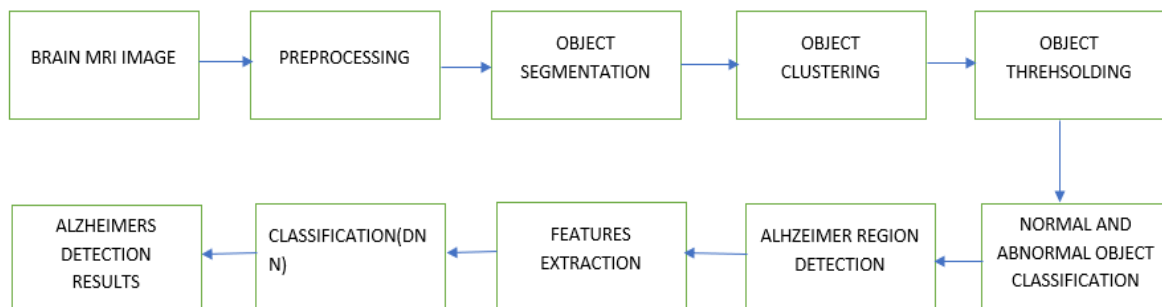 BRAIN MRI IMAGE
PREPROCESSING
OBJECT
SEGMENTATION
OBJECT
CLUSTERING
OBJECT
THREHSOLDING
NORMAL AND
ABNORMAL OBJECT
CLASSIFICATION
ALHZEIMER REGION
DETECTION
FEATURES
EXTRACTION
CLASSIFICATION(DN
N)
ALZHEIMERS
DETECTION
RESULTS